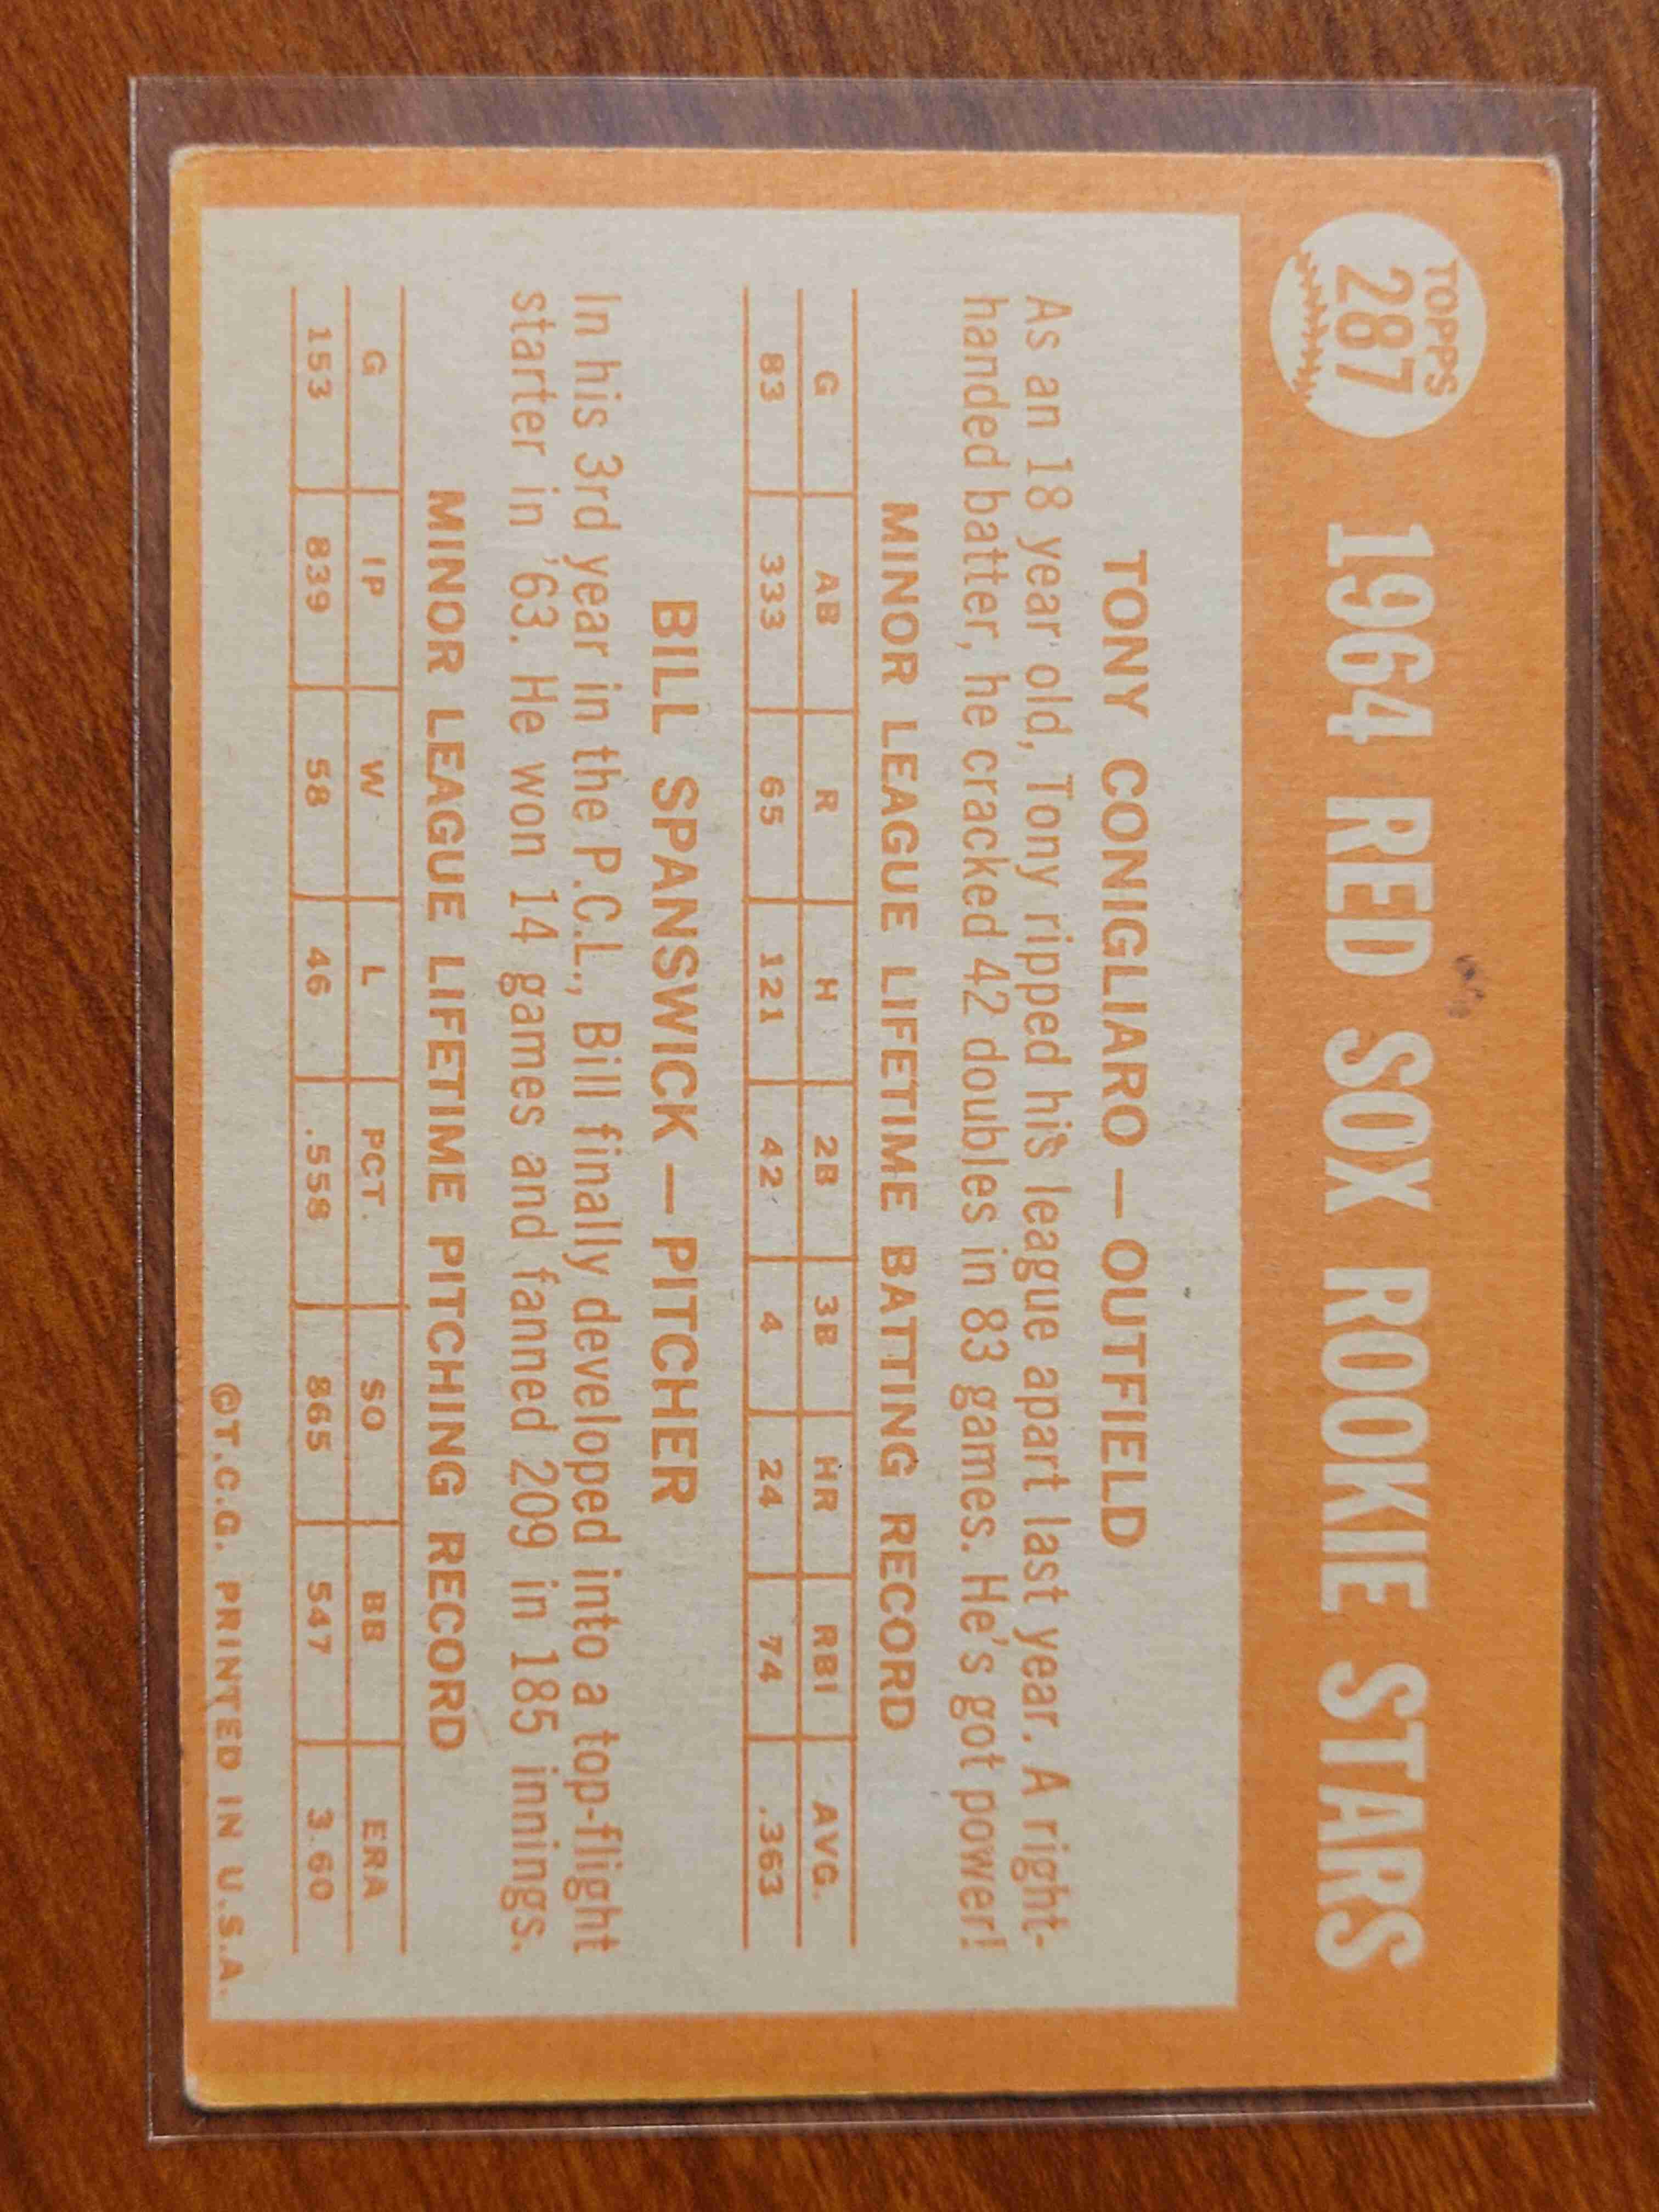 TOPPS
287
1964 RED SOX ROOKIE STARS
TONY CONIGLIARO — OUTFIELD
As an 18 year old, Tony ripped his league apart last year. A right-
handed batter, he cracked 42 doubles in 83 games. He's got power!
MINOR LEAGUE LIFETIME BATTING RECORD
G AB R H 2B 3B HR RBI AVG.
83 333 65 121 42 4 24 74 .363
BILL SPANSWICK — PITCHER
In his 3rd year in the P.C.L., Bill finally developed into a top-flight
starter in '63. He won 14 games and fanned 209 in 185 innings.
MINOR LEAGUE LIFETIME PITCHING RECORD
G IP W L PCT. SO BB ERA
153 839 58 46 .558 865 547 3.60
©T.C.G. PRINTED IN U.S.A.